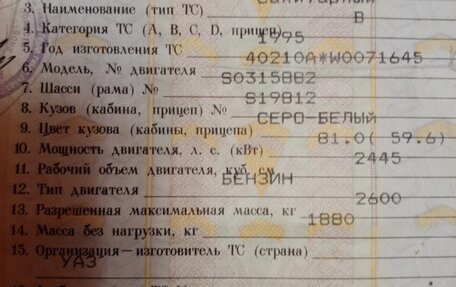 3. Наименование (тип ТС) Санитарный
4. Категория ТС (А, В, С, D, прицеп) В
5. Год изготовления ТС 1995
6. Модель, № двигателя 40210А*W0071645
7. Шасси (рама) № S0315882
8. Кузов (кабина, прицеп) № S19812
9. Цвет кузова (кабины, прицепа) СЕРО-БЕЛЫЙ
10. Мощность двигателя, л. с. (кВт) 81.0( 59.6)
11. Рабочий объем двигателя, куб. см 2445
12. Тип двигателя БЕНЗИН
13. Разрешенная максимальная масса, кг 2600
14. Масса без нагрузки, кг 1880
15. Организация—изготовитель ТС (страна)
УАЗ